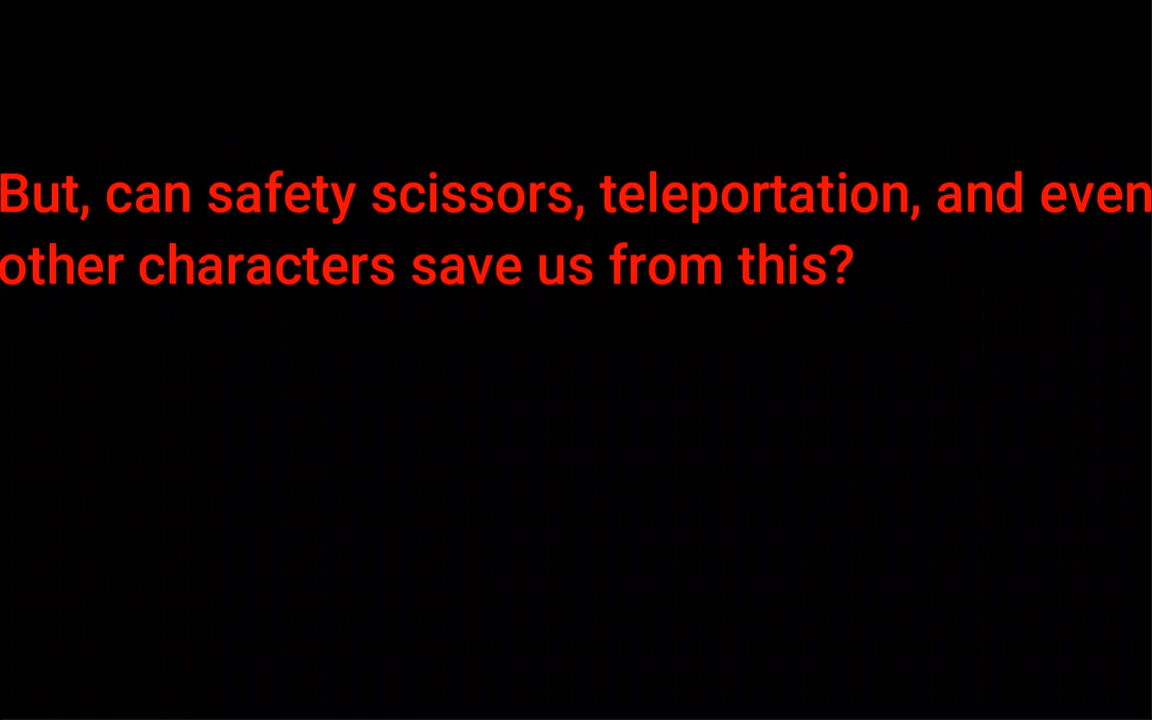 But, can safety scissors, teleportation, and even
other characters save us from this?